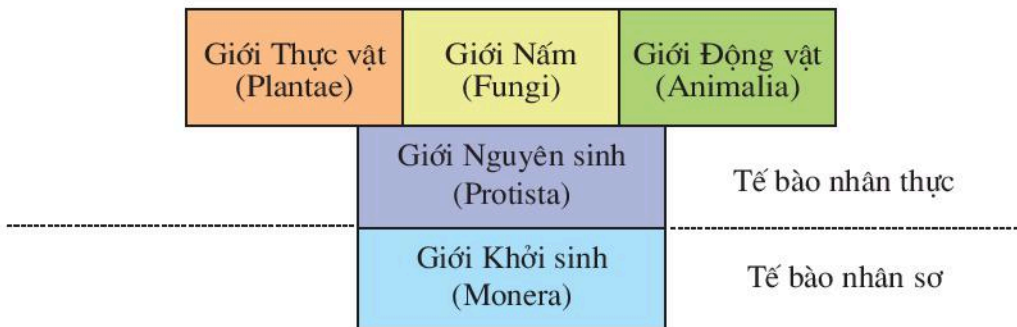 Giới Thực vật
(Plantae)
Giới Nấm
(Fungi)
Giới Động vật
(Animalia)
Giới Nguyên sinh
(Protista)
Tế bào nhân thực
Giới Khởi sinh
(Monera)
Tế bào nhân sơ